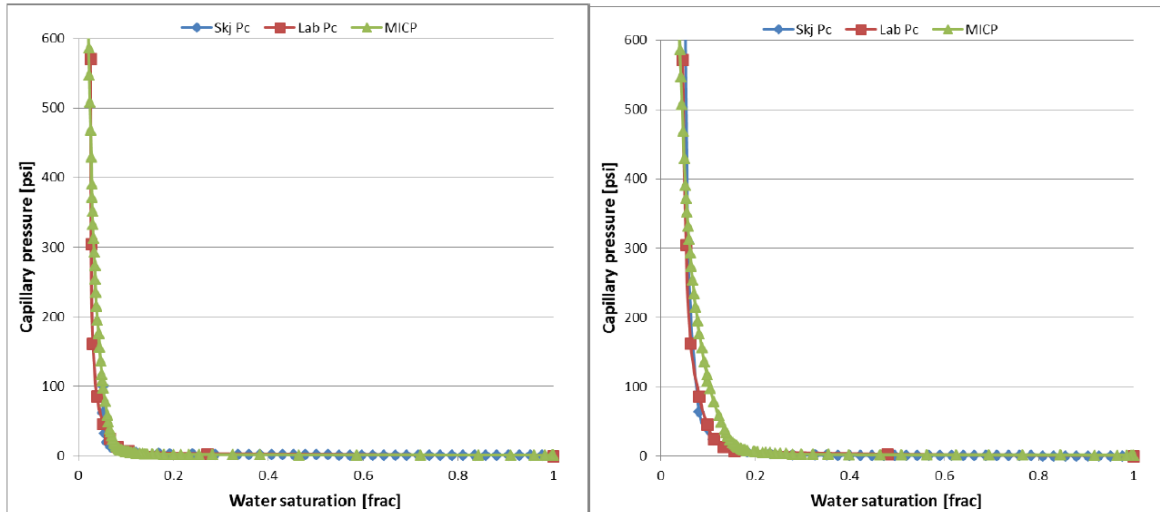 Skj Pc Lab Pc MICP
600
500
400
300
200
100
0
0 0.2 0.4 0.6 0.8 1
Capillary pressure [psi]
Water saturation [frac]
Skj Pc Lab Pc MICP
600
500
400
300
200
100
0
0 0.2 0.4 0.6 0.8 1
Capillary pressure [psi]
Water saturation [frac]